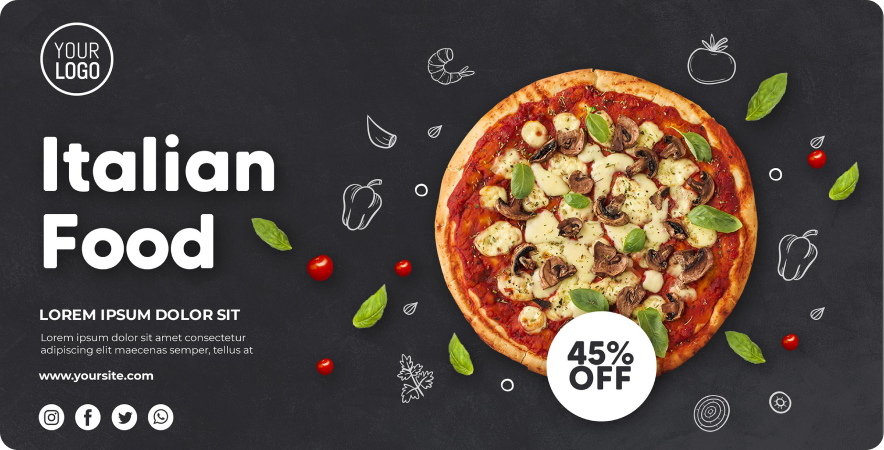 YOUR
LOGO
Italian
Food
LOREM IPSUM DOLOR SIT
Lorem ipsum dolor sit amet consectetur
adipiscing elit maecenas semper, tellus at
www.yoursite.com
45%
OFF